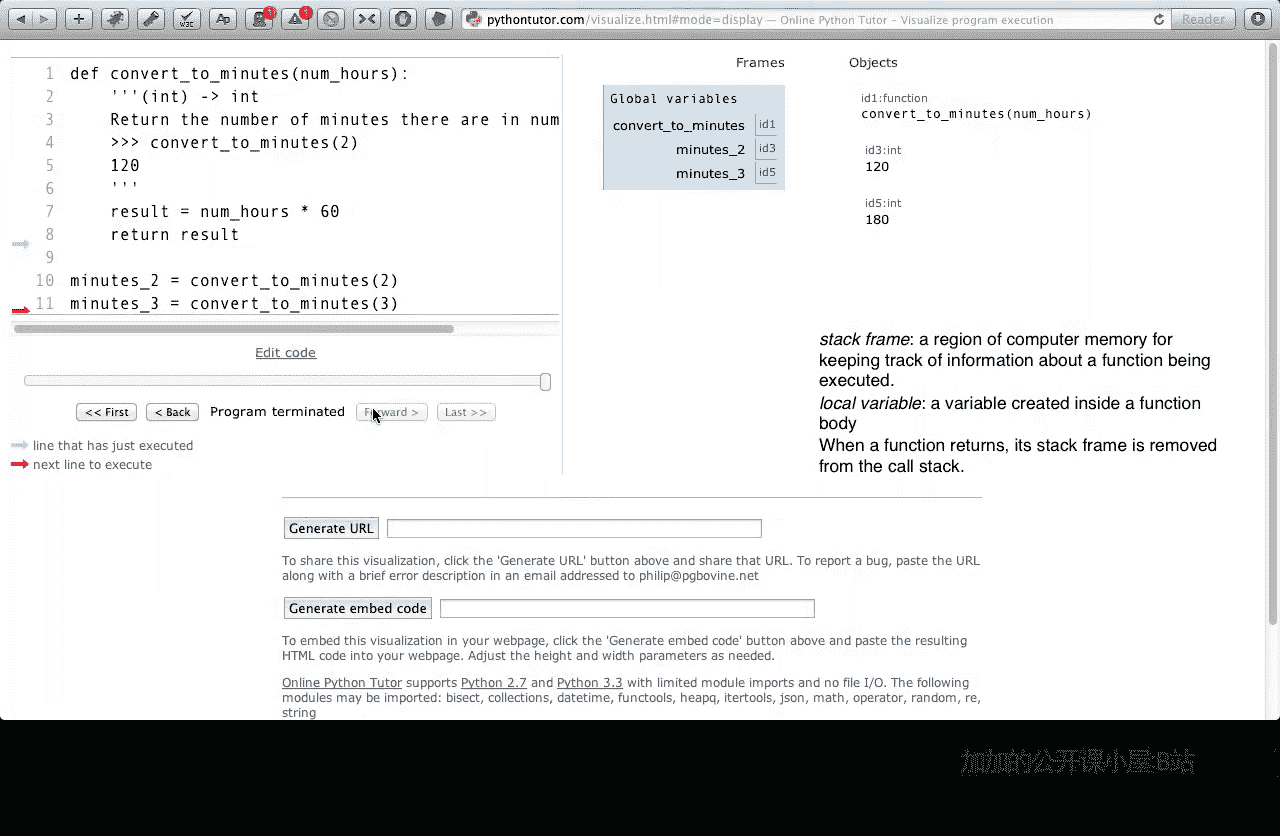 W3C
Ap
1
1
pythontutor.com/visualize.html#mode=display — Online Python Tutor – Visualize program execution
Reader
1 def convert_to_minutes(num_hours):
2 '''(int) -> int
3 Return the number of minutes there are in num
4 >>> convert_to_minutes(2)
5 120
6 '''
7 result = num_hours * 60
8 return result
9
10 minutes_2 = convert_to_minutes(2)
11 minutes_3 = convert_to_minutes(3)
Edit code
<< First
< Back
Program terminated
Forward >
Last >>
line that has just executed
next line to execute
Frames
Objects
Global variables
convert_to_minutes id1
minutes_2 id3
minutes_3 id5
id1:function
convert_to_minutes(num_hours)
id3:int
120
id5:int
180
stack frame: a region of computer memory for
keeping track of information about a function being
executed.
local variable: a variable created inside a function
body
When a function returns, its stack frame is removed
from the call stack.
Generate URL
To share this visualization, click the 'Generate URL' button above and share that URL. To report a bug, paste the URL
along with a brief error description in an email addressed to philip@pgbovine.net
Generate embed code
To embed this visualization in your webpage, click the 'Generate embed code' button above and paste the resulting
HTML code into your webpage. Adjust the height and width parameters as needed.
Online Python Tutor supports Python 2.7 and Python 3.3 with limited module imports and no file I/O. The following
modules may be imported: bisect, collections, datetime, functools, heapq, itertools, json, math, operator, random, re,
string
加加的公开课小屋:B站